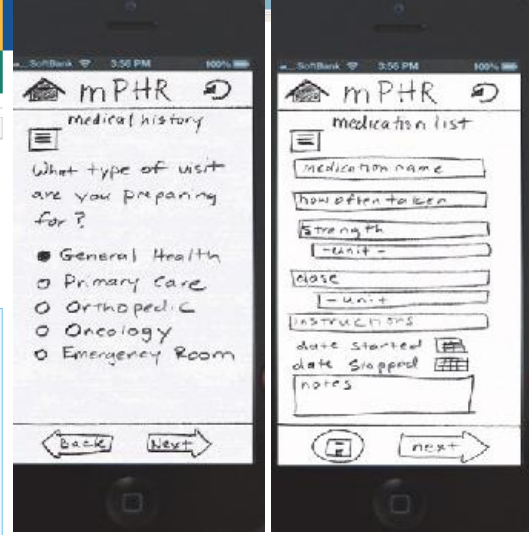 SoftBank 3:56 PM 100%
mPHR
medical history
What type of visit
are you preparing
for?
General Health
Primary Care
Orthopedic
Oncology
Emergency Room
Back Next
SoftBank 3:56 PM 100%
mPHR
medication list
medication name
how often taken
strength
-unit-
dose
-unit
instructions
date started
date stopped
notes
next